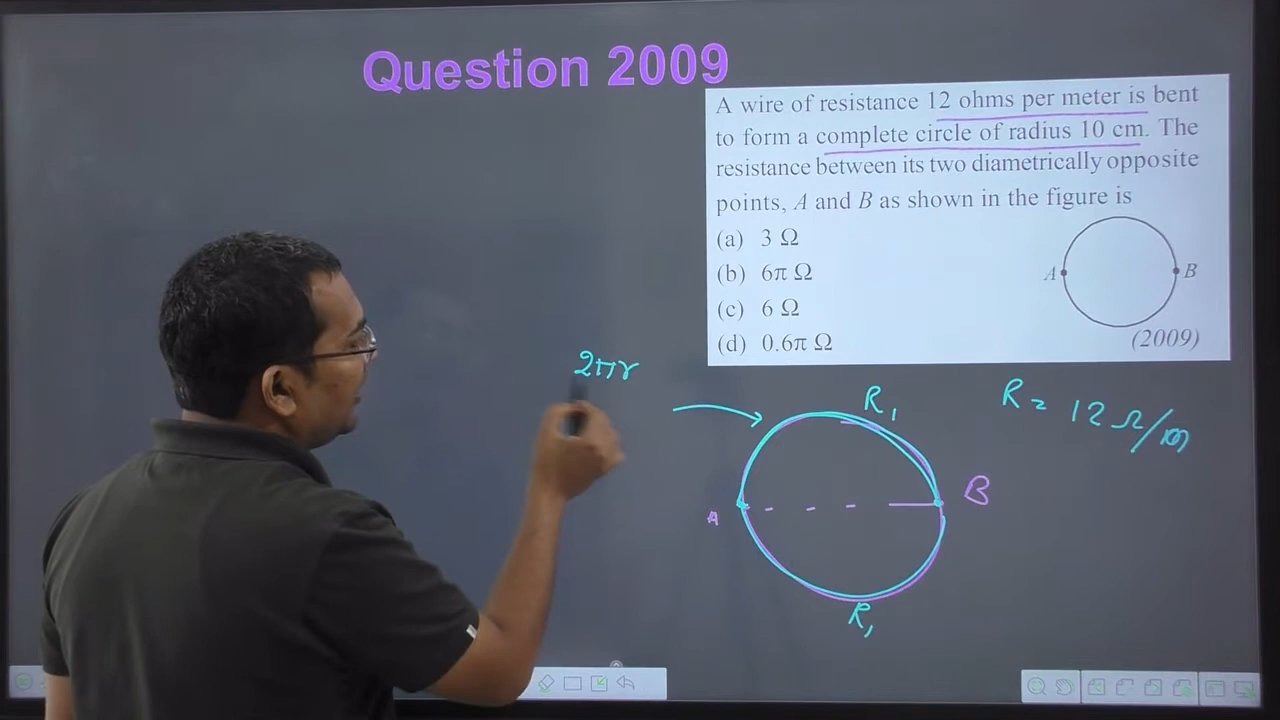 Question 2009
A wire of resistance 12 ohms per meter is bent
to form a complete circle of radius 10 cm. The
resistance between its two diametrically opposite
points, A and B as shown in the figure is
(a) 3 Ω
(b) 6π Ω
(c) 6 Ω
(d) 0.6π Ω
A
B
(2009)
2πr
R₁
R = 12 Ω/m
A
B
R₁